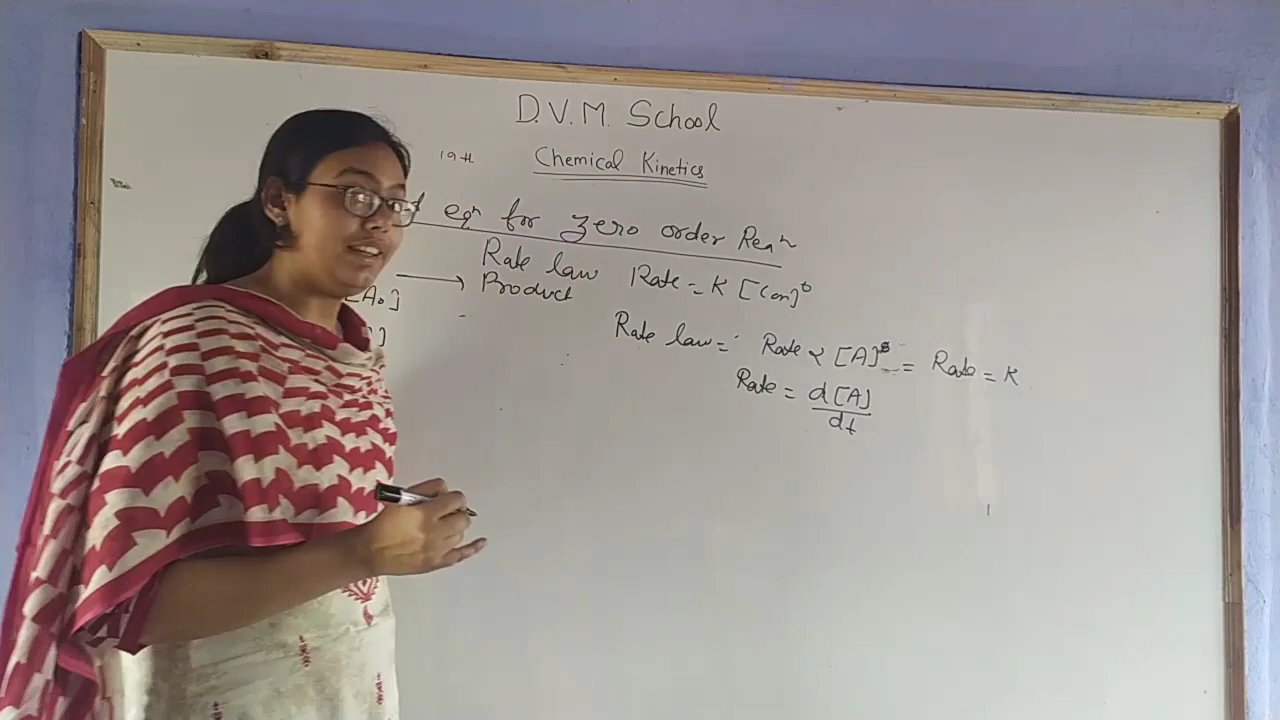 D.V.M. School
19th
Chemical Kinetics
eqⁿ for zero order Reaⁿ
Rate law Rate = K [Con]⁰
Product
[A₀]
]
Rate law = Rate ∝ [A]⁰ = Rate = K
Rate = d[A]
dt